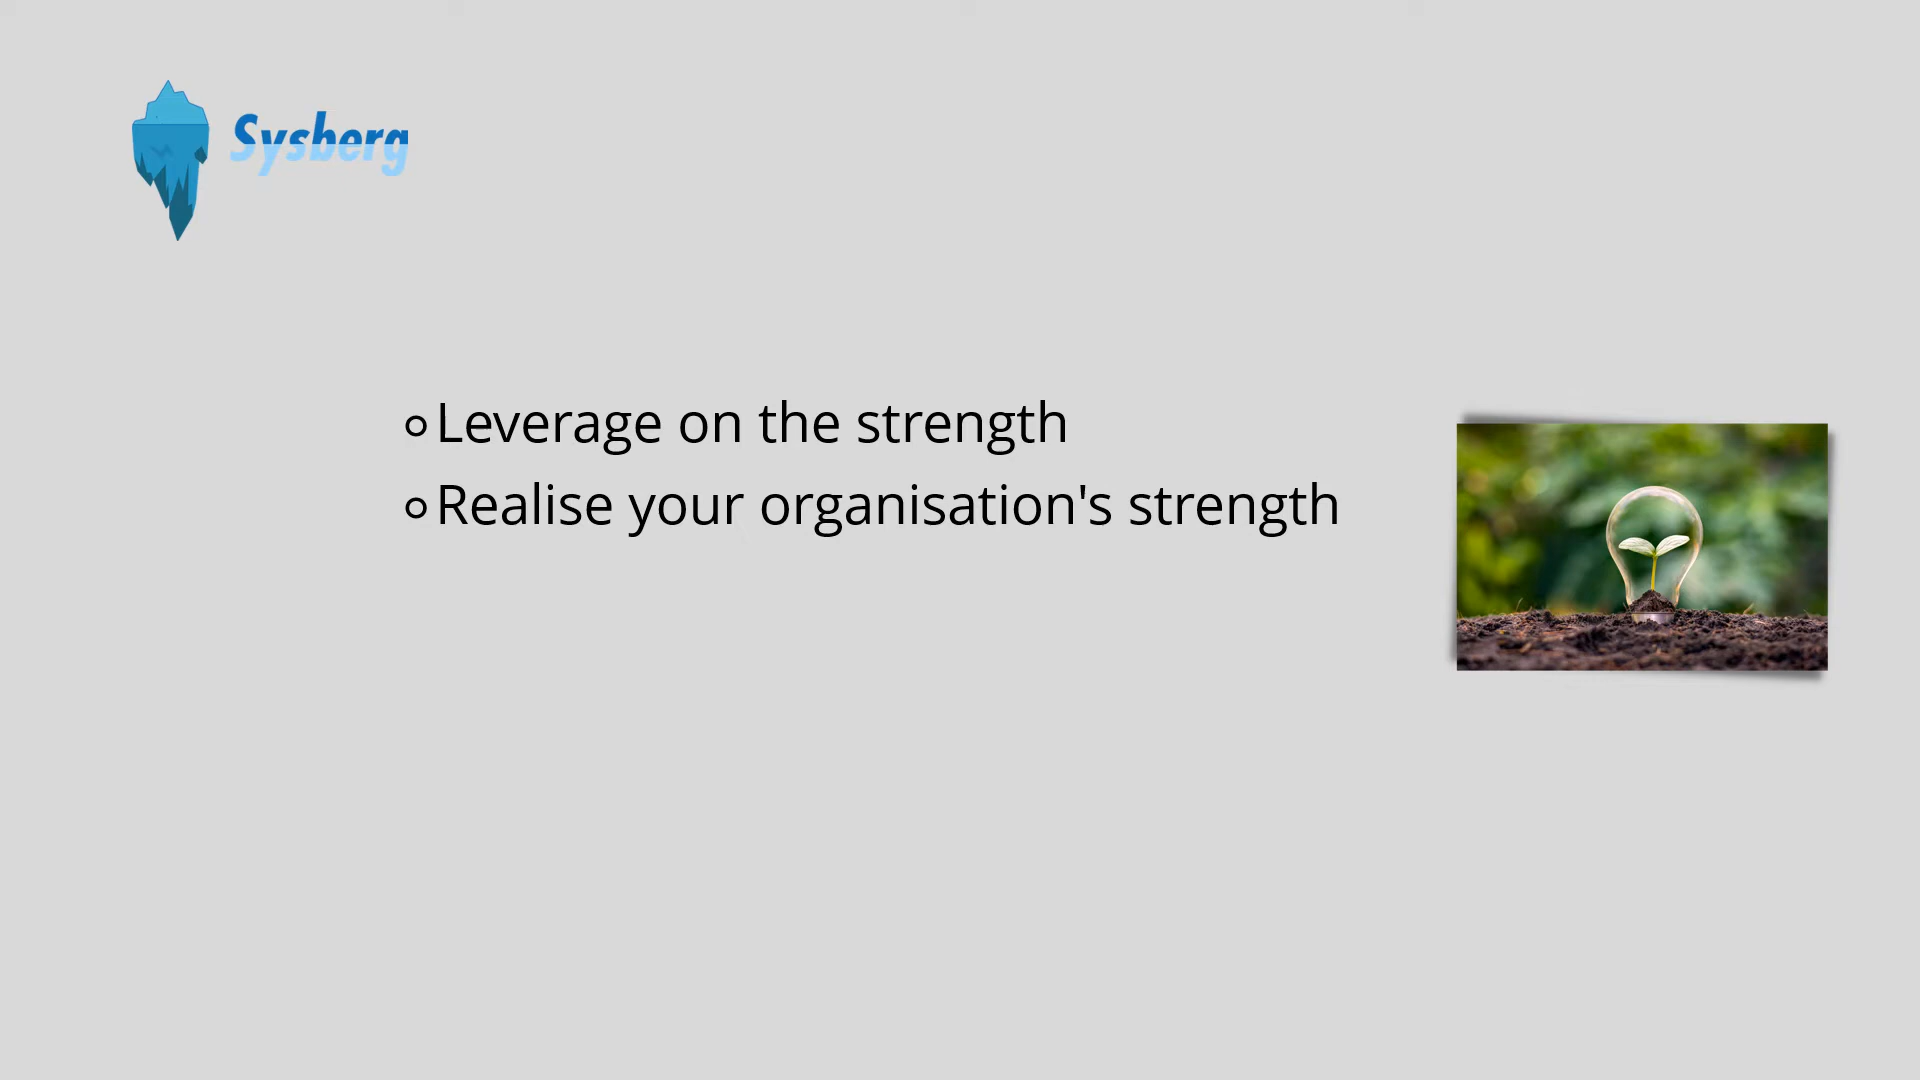 Sysberg
Leverage on the strength
Realise your organisation's strength